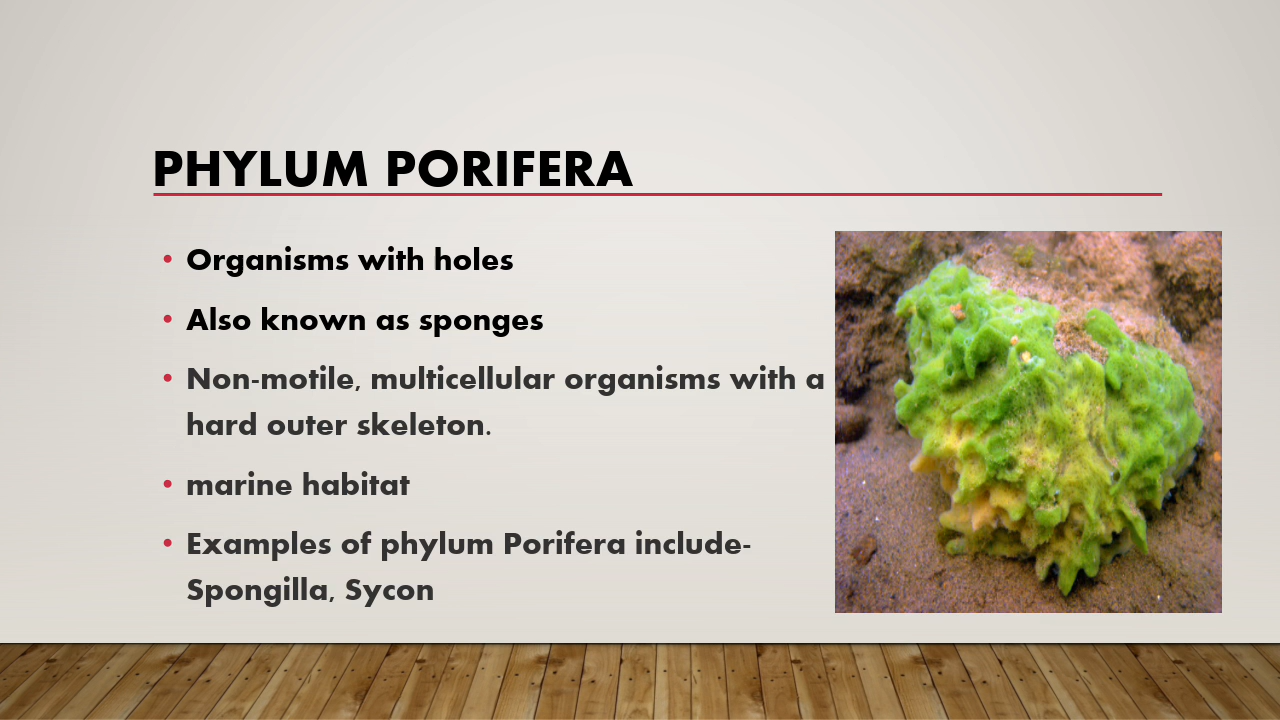 PHYLUM PORIFERA
• Organisms with holes
• Also known as sponges
• Non-motile, multicellular organisms with a
hard outer skeleton.
• marine habitat
• Examples of phylum Porifera include-
Spongilla, Sycon